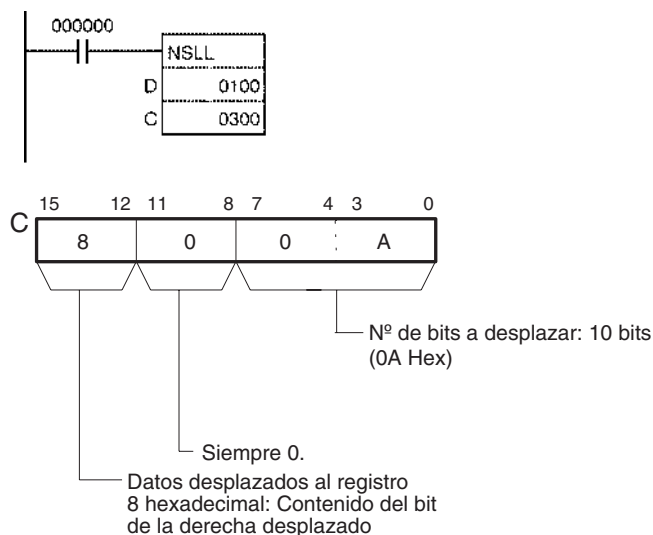 000000
NSLL
D 0100
C 0300
15 12 11 8 7 4 3 0
C 8 0 0 A
Nº de bits a desplazar: 10 bits
(0A Hex)
Siempre 0.
Datos desplazados al registro
8 hexadecimal: Contenido del bit
de la derecha desplazado